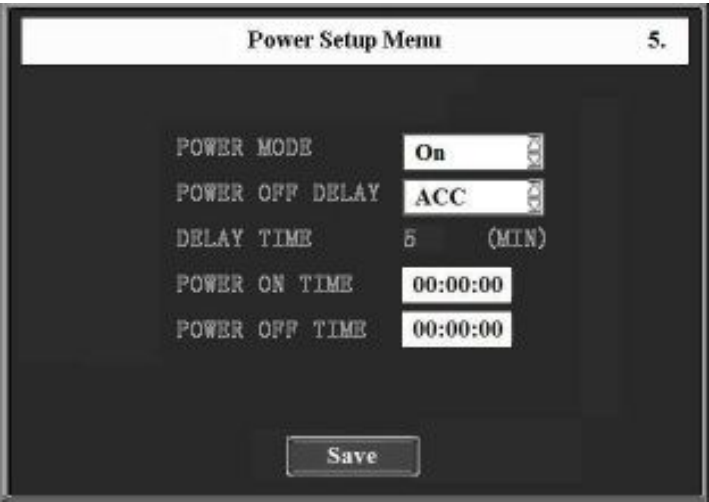 Power Setup Menu 5.
POWER MODE On
POWER OFF DELAY ACC
DELAY TIME 5 (MIN)
POWER ON TIME 00:00:00
POWER OFF TIME 00:00:00
Save